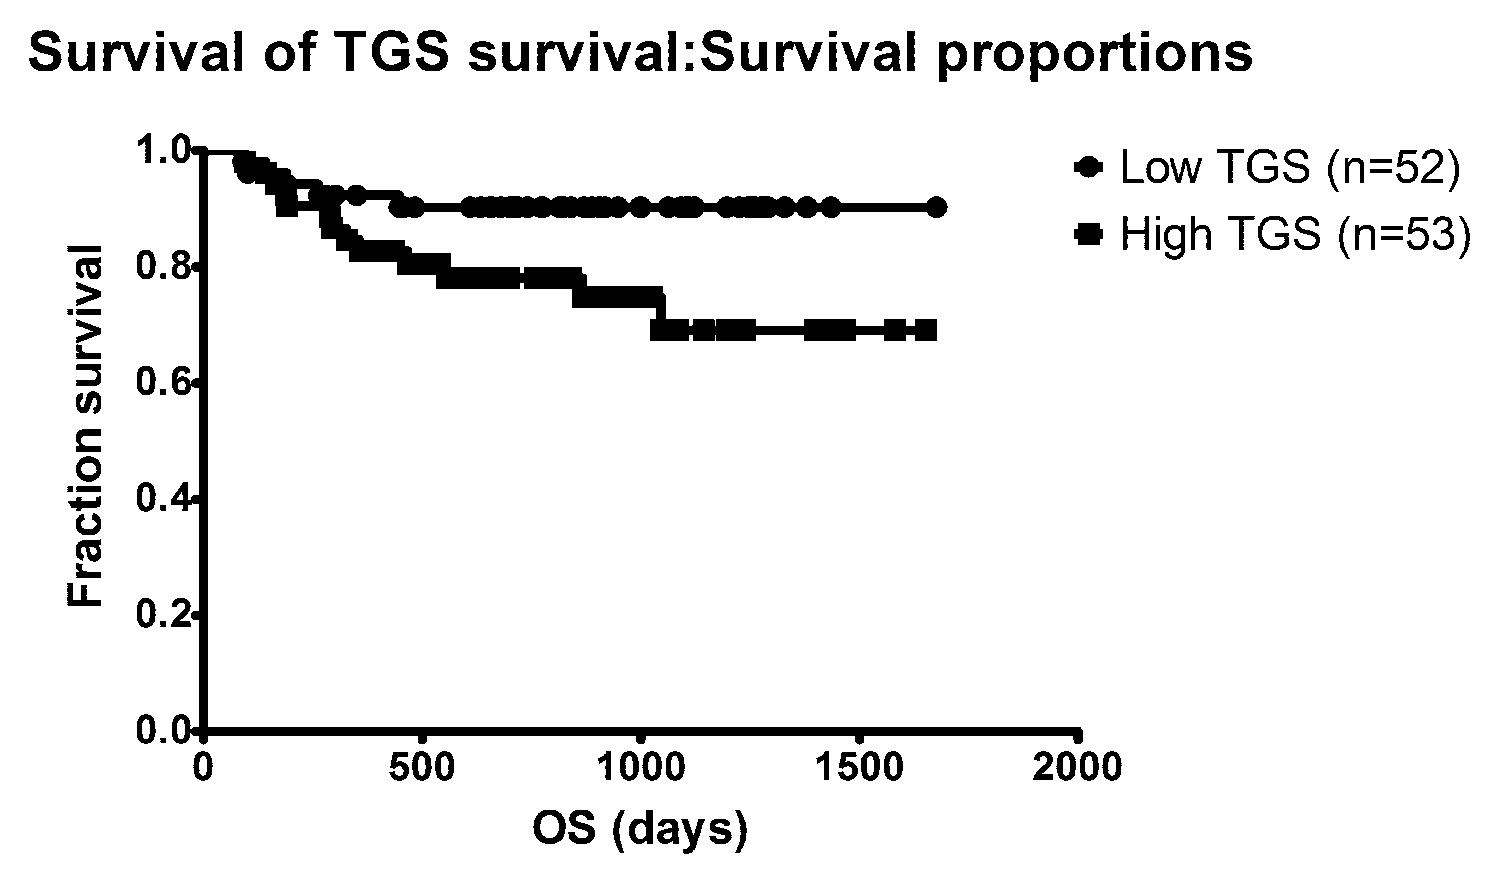 Survival of TGS survival:Survival proportions
Low TGS (n=52)
High TGS (n=53)
Fraction survival
1.0
0.8
0.6
0.4
0.2
0.0
0 500 1000 1500 2000
OS (days)